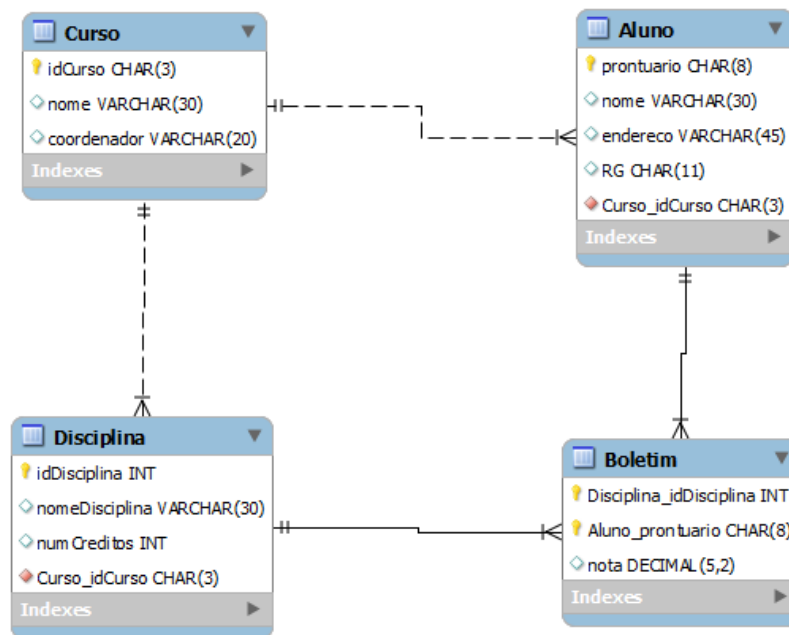 Curso
idCurso CHAR(3)
nome VARCHAR(30)
coordenador VARCHAR(20)
Indexes
Aluno
prontuario CHAR(8)
nome VARCHAR(30)
endereco VARCHAR(45)
RG CHAR(11)
Curso_idCurso CHAR(3)
Indexes
Disciplina
idDisciplina INT
nomeDisciplina VARCHAR(30)
numCreditos INT
Curso_idCurso CHAR(3)
Indexes
Boletim
Disciplina_idDisciplina INT
Aluno_prontuario CHAR(8)
nota DECIMAL(5,2)
Indexes